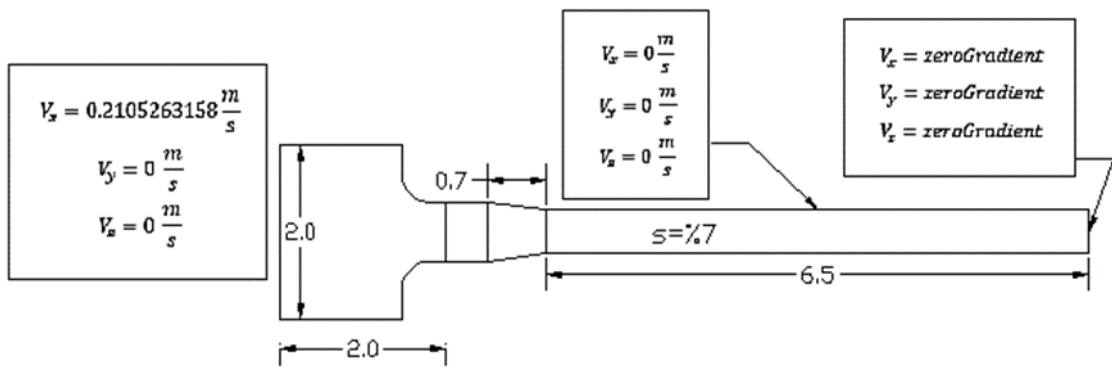 V_x = 0.2105263158 m/s
V_y = 0 m/s
V_z = 0 m/s
V_x = 0 m/s
V_y = 0 m/s
V_z = 0 m/s
V_x = zeroGradient
V_y = zeroGradient
V_z = zeroGradient
0.7
2.0
s=%7
6.5
2.0